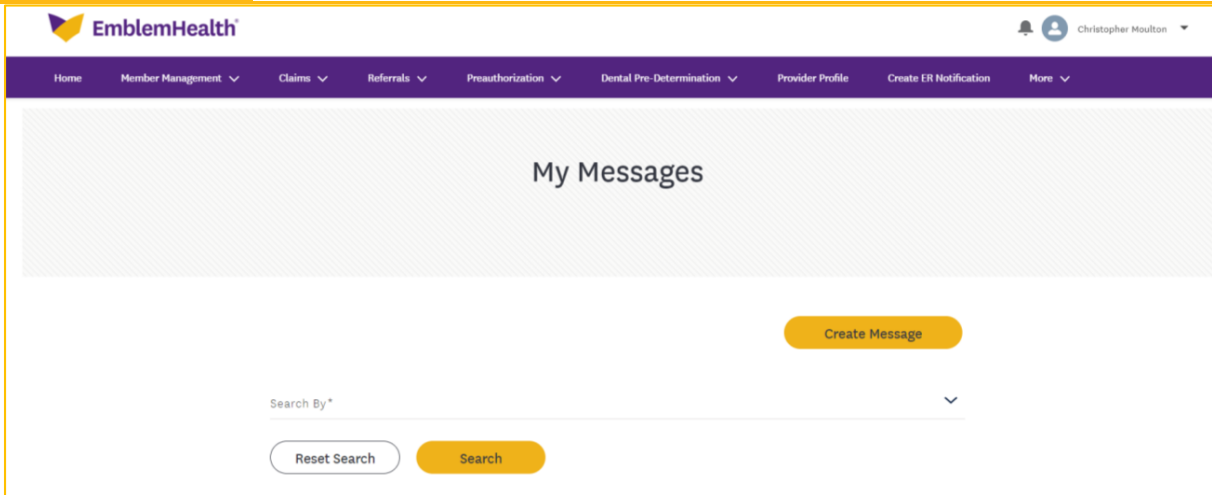 EmblemHealth
Christopher Moulton
Home Member Management Claims Referrals Preauthorization Dental Pre-Determination Provider Profile Create ER Notification More
My Messages
Create Message
Search By*
Reset Search Search